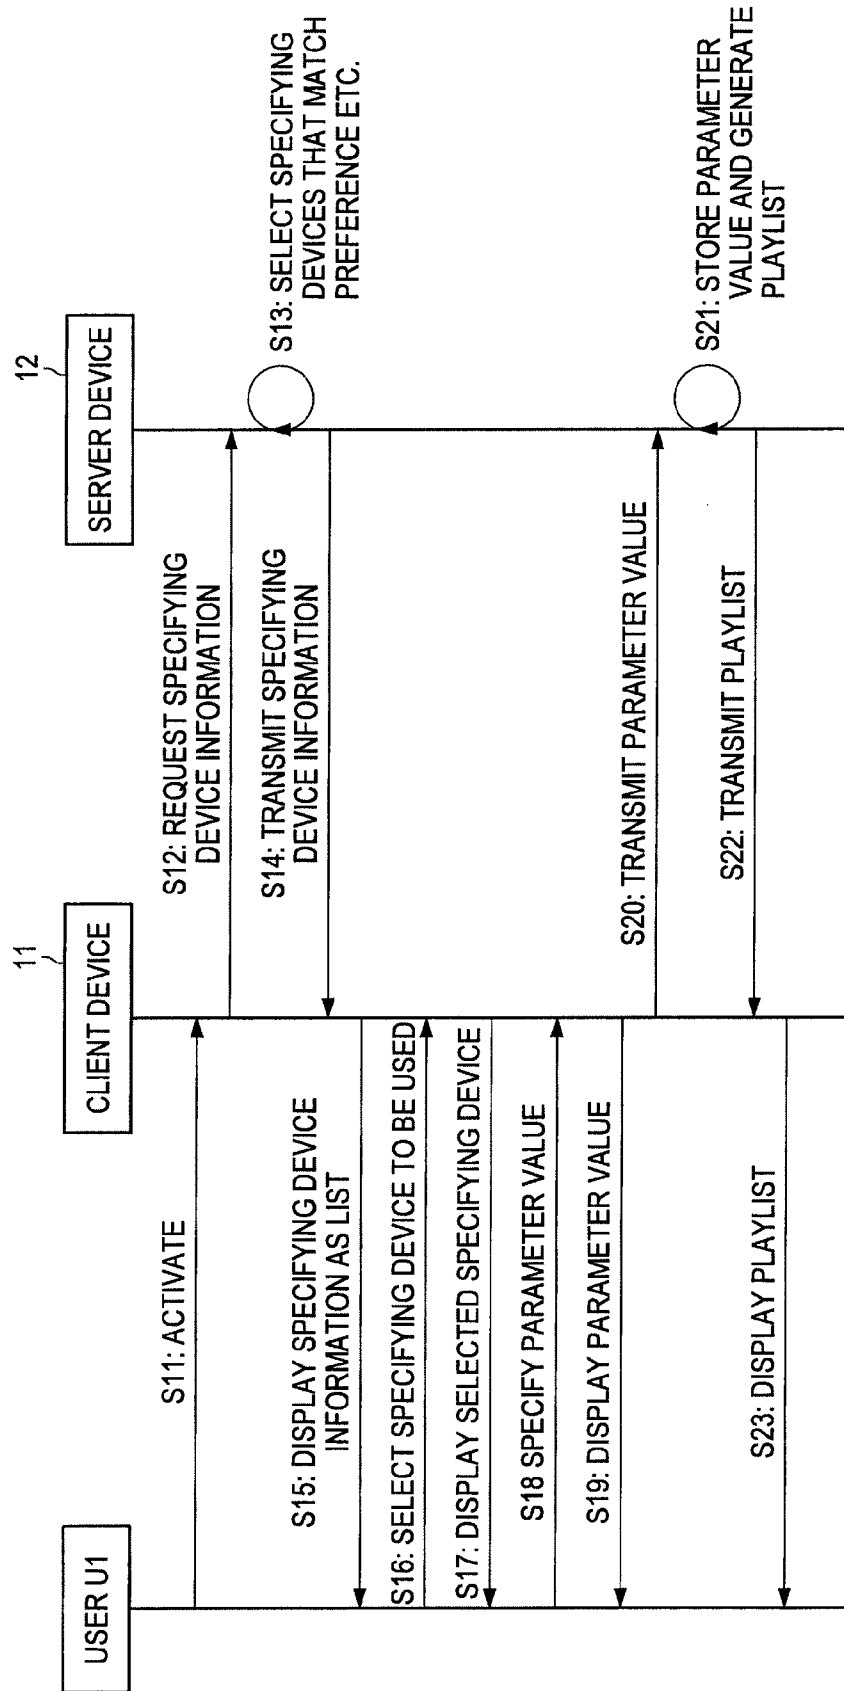 USER U1
11
CLIENT DEVICE
12
SERVER DEVICE
S11: ACTIVATE
S12: REQUEST SPECIFYING
DEVICE INFORMATION
S13: SELECT SPECIFYING
DEVICES THAT MATCH
PREFERENCE ETC.
S14: TRANSMIT SPECIFYING
DEVICE INFORMATION
S15: DISPLAY SPECIFYING DEVICE
INFORMATION AS LIST
S16: SELECT SPECIFYING DEVICE TO BE USED
S17: DISPLAY SELECTED SPECIFYING DEVICE
S18 SPECIFY PARAMETER VALUE
S19: DISPLAY PARAMETER VALUE
S20: TRANSMIT PARAMETER VALUE
S21: STORE PARAMETER
VALUE AND GENERATE
PLAYLIST
S22: TRANSMIT PLAYLIST
S23: DISPLAY PLAYLIST